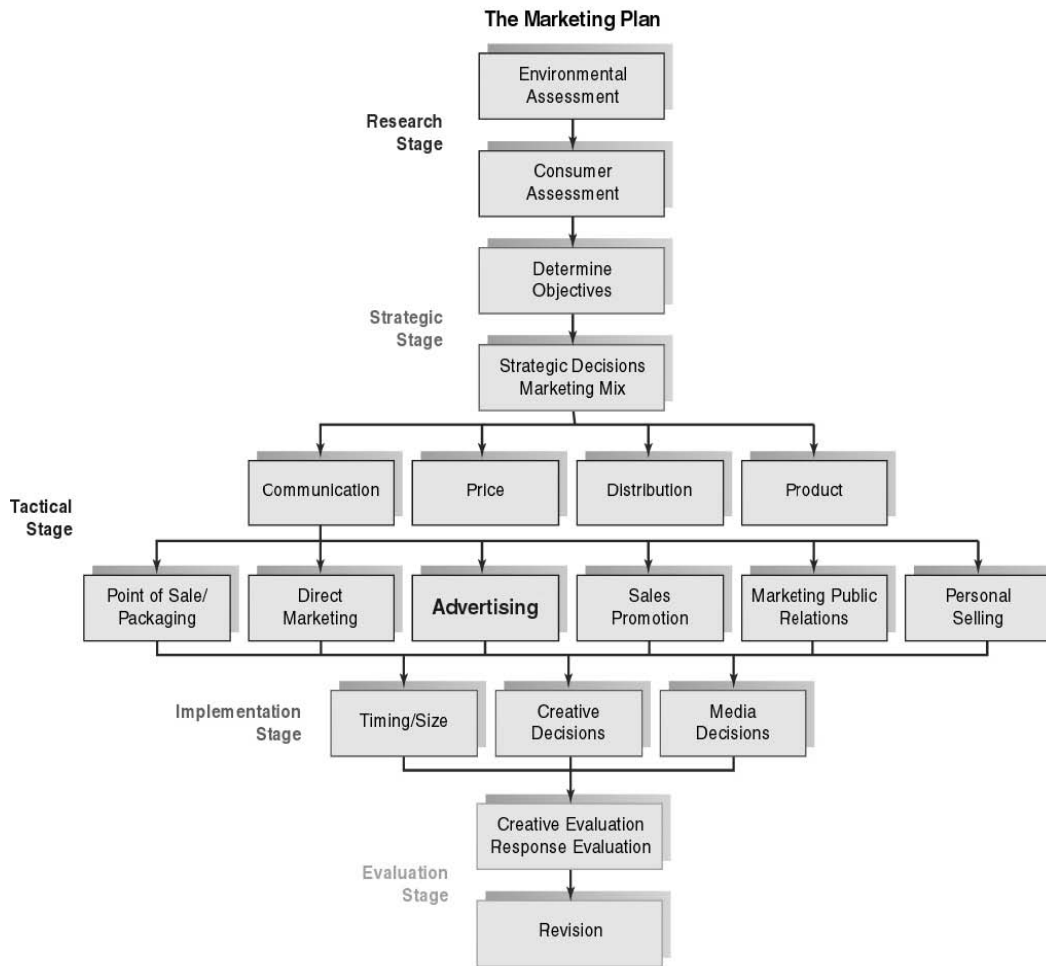 The Marketing Plan
Environmental
Assessment
Research
Stage
Consumer
Assessment
Determine
Objectives
Strategic
Stage
Strategic Decisions
Marketing Mix
Communication
Price
Distribution
Product
Tactical
Stage
Point of Sale/
Packaging
Direct
Marketing
Advertising
Sales
Promotion
Marketing Public
Relations
Personal
Selling
Implementation
Stage
Timing/Size
Creative
Decisions
Media
Decisions
Creative Evaluation
Response Evaluation
Evaluation
Stage
Revision